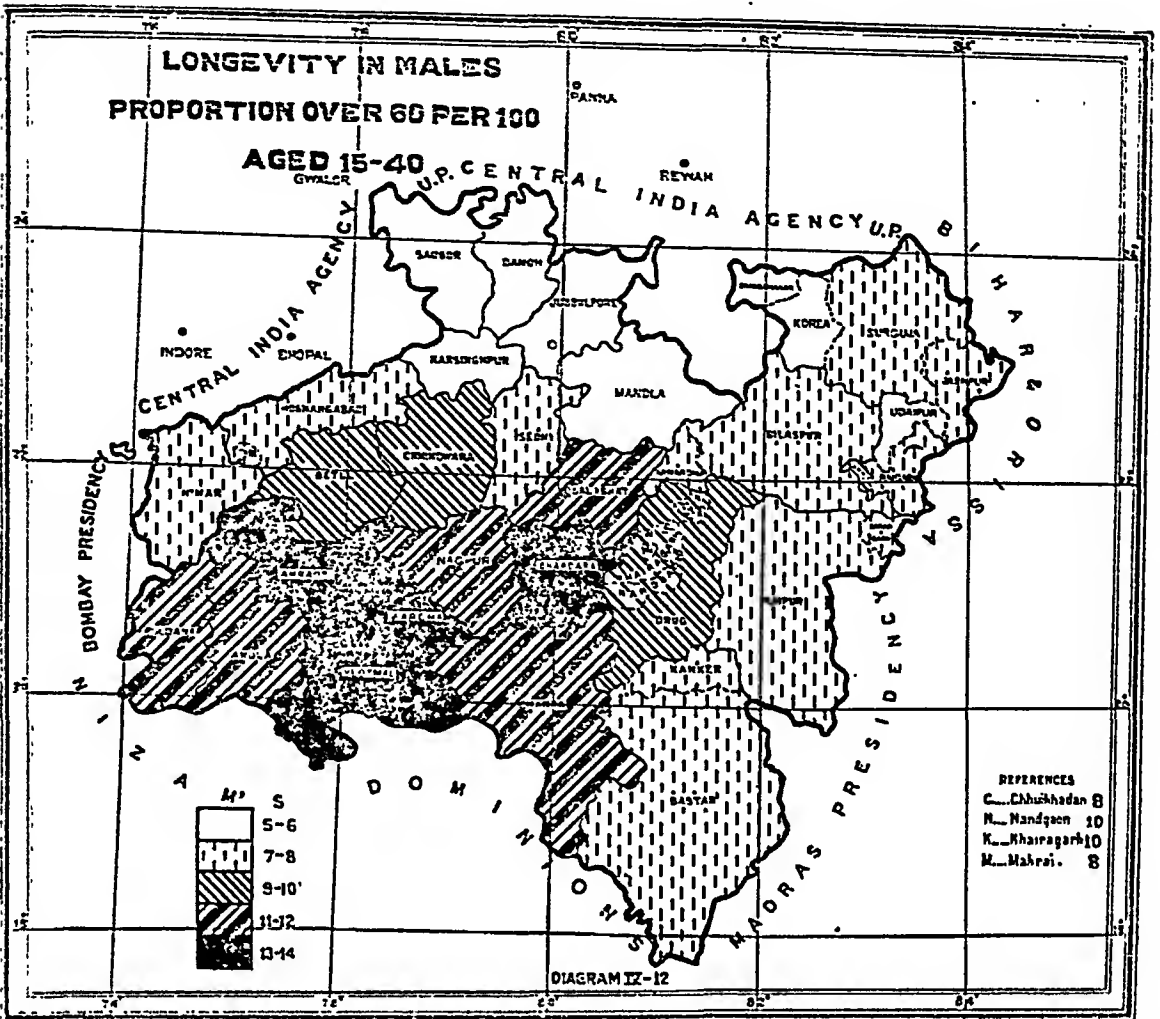 LONGEVITY IN MALES
PROPORTION OVER 60 PER 100
AGED 15-40
PANNA
GWALIOR
U.P. CENTRAL INDIA AGENCY U.P.
REWAH
BIHAR & ORISSA
CENTRAL INDIA AGENCY
SAUGOR
DAMOH
JUBBULPORE
KOREA
SURGUJA
JASHPUR
INDORE
BHOPAL
NARSINGHPUR
MANDLA
HOSHANGABAD
SEONI
BILASPUR
UDAIPUR
CHHINDWARA
BETUL
NIMAR
BALAGHAT
BOMBAY PRESIDENCY
NAGPUR
BHANDARA
DRUG
RAIPUR
KANKER
BASTAR
MADRAS PRESIDENCY
NIZAM'S DOMINIONS
5-6
7-8
9-10
11-12
13-14
REFERENCES
C....Chhuikhadan 8
N....Nandgaon 10
K....Khairagarh 10
M....Makrai. 8
DIAGRAM IX-12